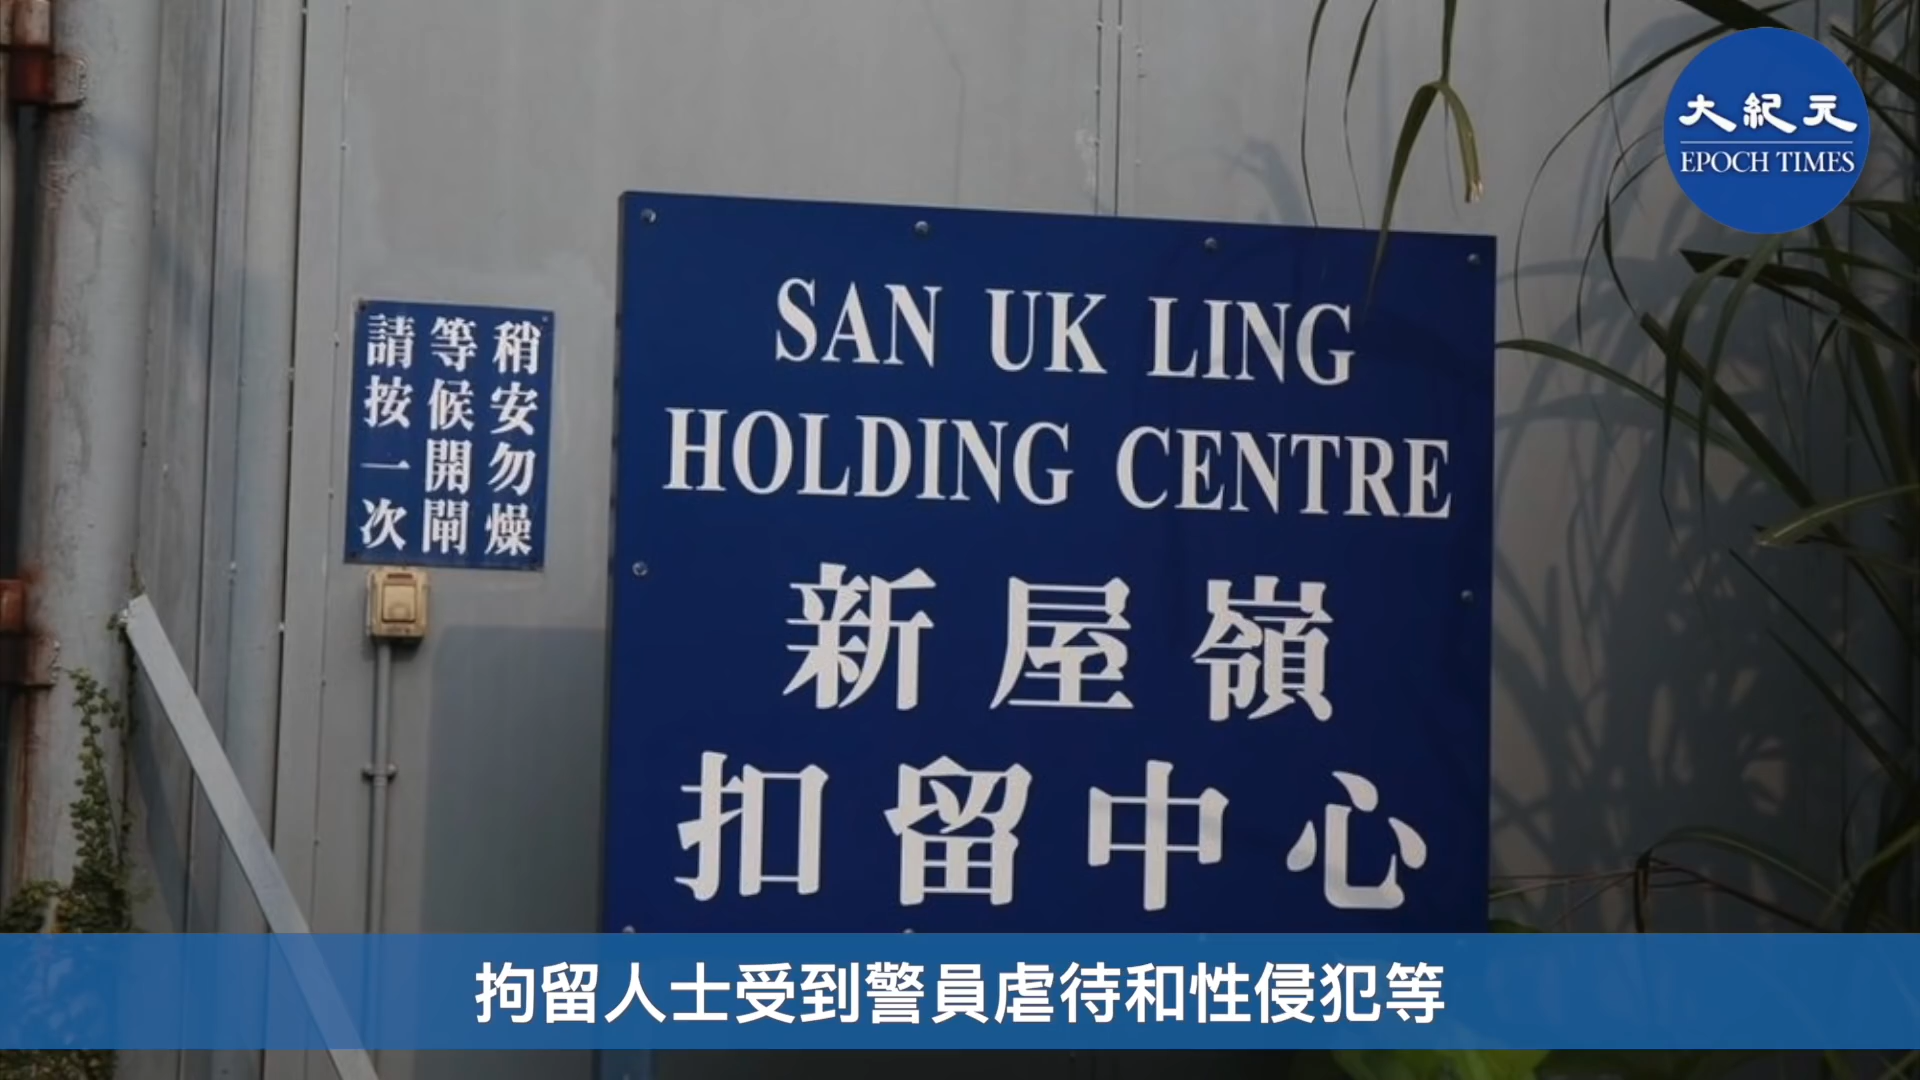 大紀元
EPOCH TIMES
SAN UK LING
HOLDING CENTRE
新屋嶺
扣留中心
請按一次
等候開閘
稍安勿燥
拘留人士受到警員虐待和性侵犯等